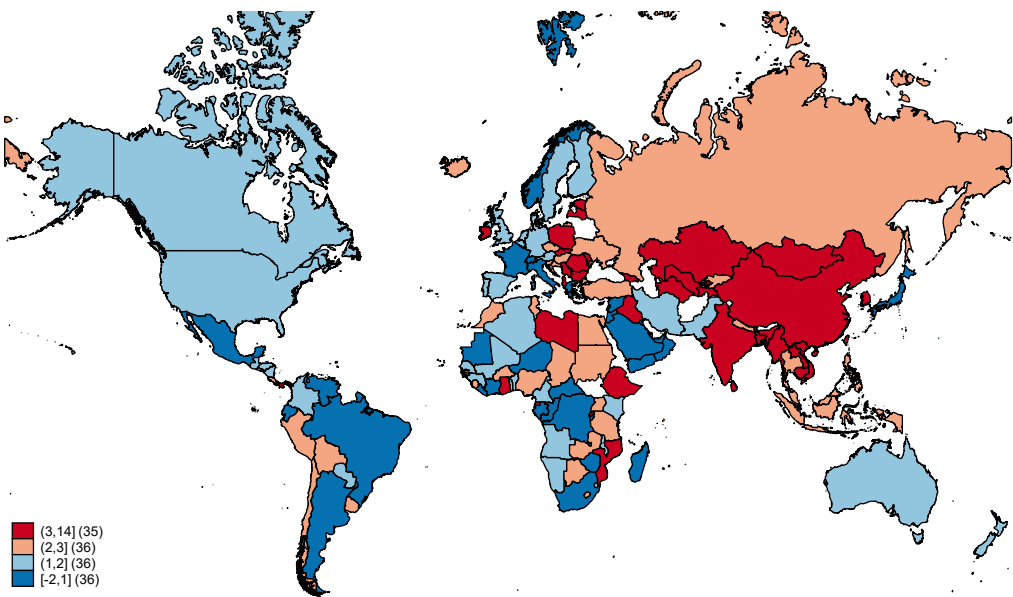 (3,14] (35)
(2,3] (36)
(1,2] (36)
[-2,1] (36)